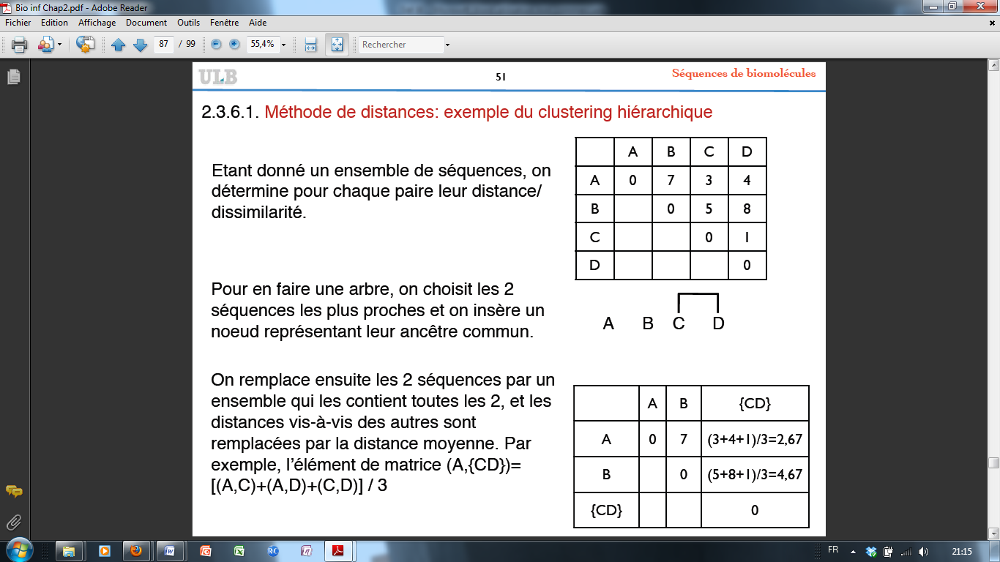 Bio inf Chap2.pdf - Adobe Reader
Fichier Edition Affichage Document Outils Fenêtre Aide
87 / 99 55,4% Rechercher
ULB 51 Séquences de biomolécules
2.3.6.1. Méthode de distances: exemple du clustering hiérarchique
Etant donné un ensemble de séquences, on
détermine pour chaque paire leur distance/
dissimilarité.
A B C D
A 0 7 3 4
B 0 5 8
C 0 1
D 0
Pour en faire une arbre, on choisit les 2
séquences les plus proches et on insère un
noeud représentant leur ancêtre commun.
A B C D
On remplace ensuite les 2 séquences par un
ensemble qui les contient toutes les 2, et les
distances vis-à-vis des autres sont
remplacées par la distance moyenne. Par
exemple, l'élément de matrice (A,{CD})=
[(A,C)+(A,D)+(C,D)] / 3
A B {CD}
A 0 7 (3+4+1)/3=2,67
B 0 (5+8+1)/3=4,67
{CD} 0
FR 21:15